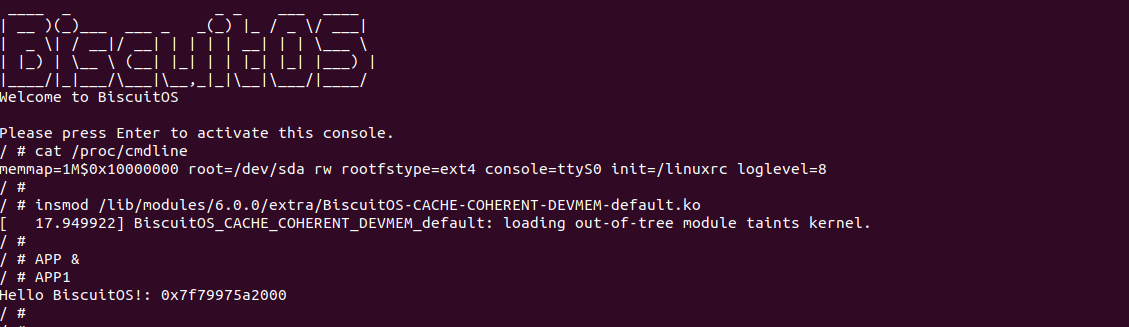 BiscuitOS
Welcome to BiscuitOS
Please press Enter to activate this console.
/ # cat /proc/cmdline
memmap=1M$0x10000000 root=/dev/sda rw rootfstype=ext4 console=ttyS0 init=/linuxrc loglevel=8
/ #
/ # insmod /lib/modules/6.0.0/extra/BiscuitOS-CACHE-COHERENT-DEVMEM-default.ko
[   17.949922] BiscuitOS_CACHE_COHERENT_DEVMEM_default: loading out-of-tree module taints kernel.
/ #
/ # APP &
/ # APP1
Hello BiscuitOS!: 0x7f79975a2000
/ #